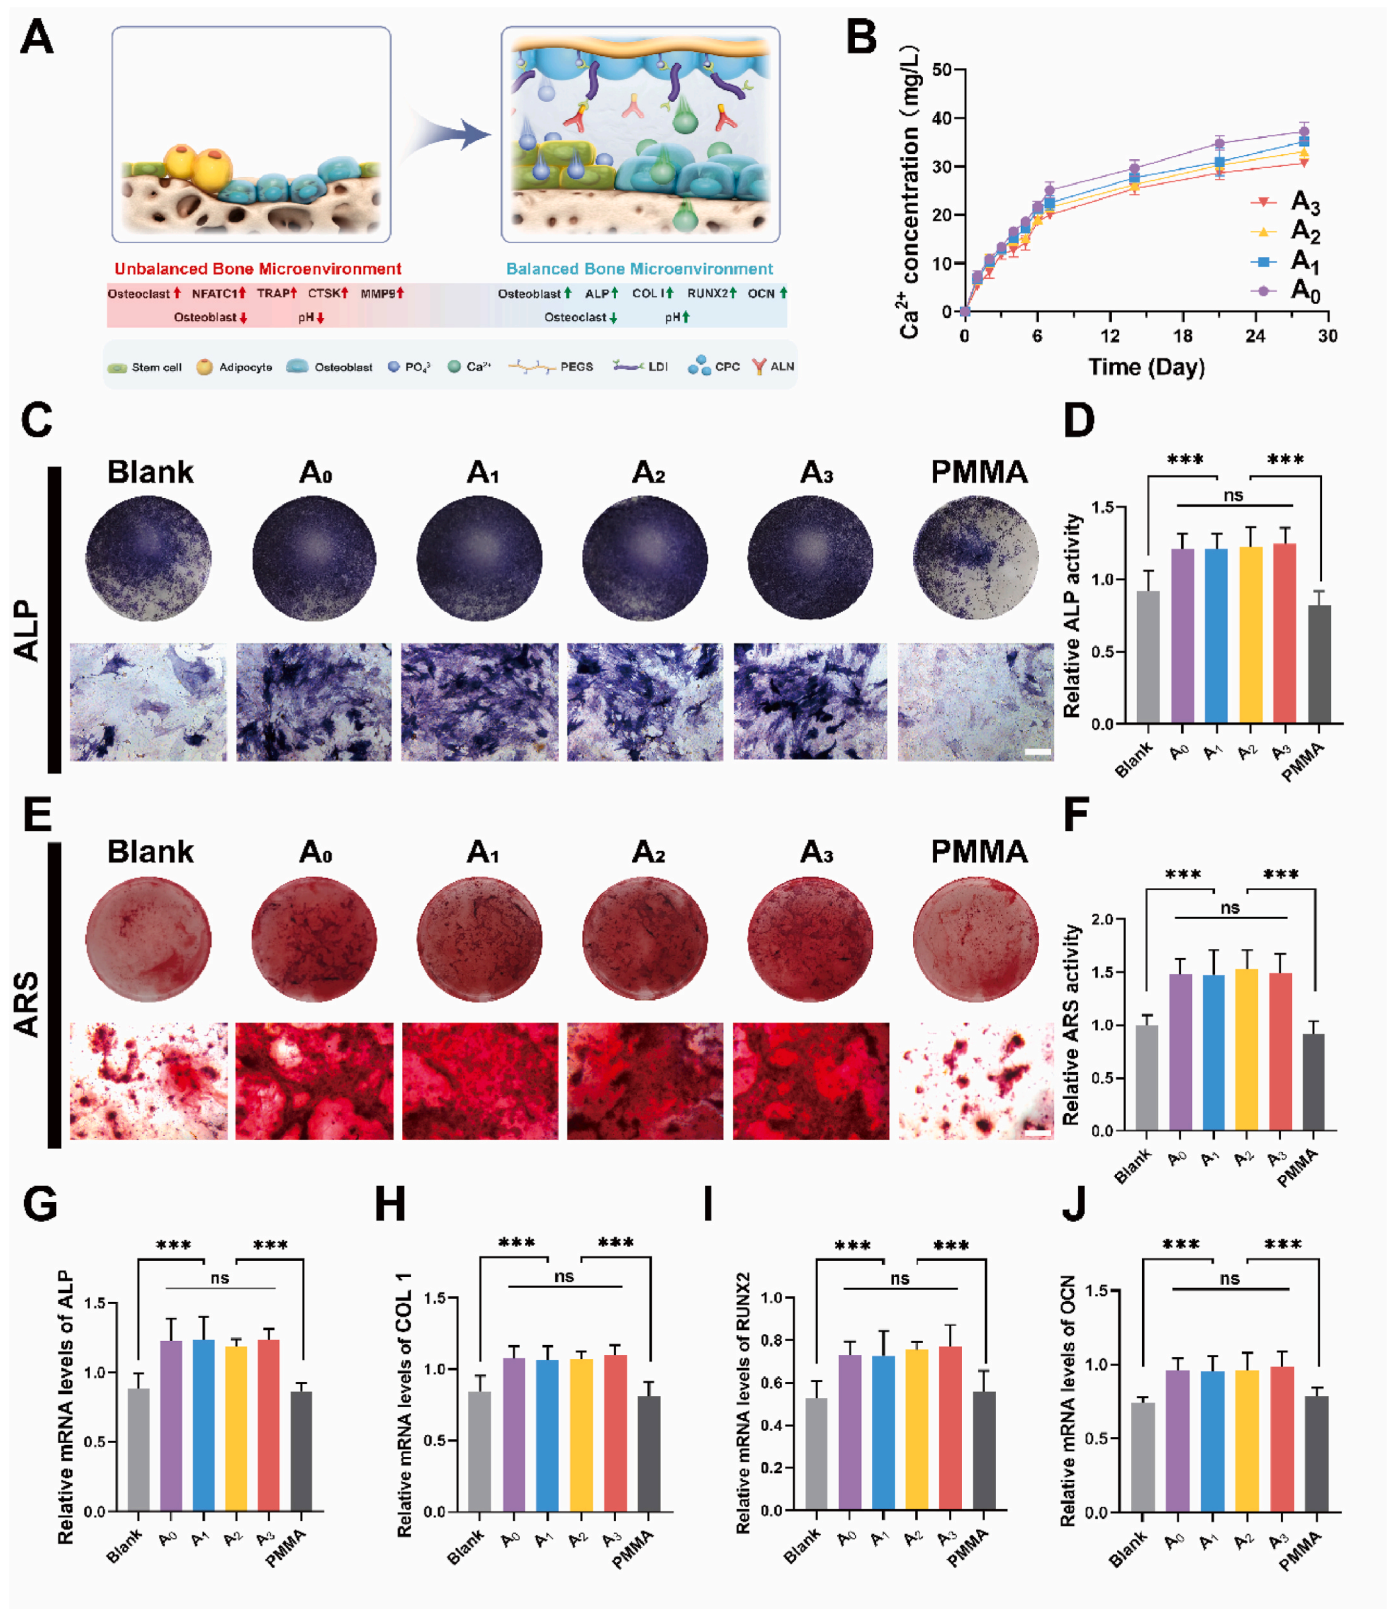 A
Unbalanced Bone Microenvironment
Balanced Bone Microenvironment
Osteoclast↑ NFATC1↑ TRAP↑ CTSK↑ MMP9↑
Osteoblast↓ pH↓
Osteoblast↑ ALP↑ COL I↑ RUNX2↑ OCN↑
Osteoclast↓ pH↑
Stem cell Adipocyte Osteoblast PO₄³ Ca²⁺ PEGS LDI CPC ALN
B
Ca²⁺ concentration (mg/L)
50
40
30
20
10
0
0 6 12 18 24 30
Time (Day)
A₃
A₂
A₁
A₀
C
ALP
Blank A₀ A₁ A₂ A₃ PMMA
D
*** ***
ns
Relative ALP activity
1.5
1.0
0.5
0.0
Blank A₀ A₁ A₂ A₃ PMMA
E
ARS
Blank A₀ A₁ A₂ A₃ PMMA
F
*** ***
ns
Relative ARS activity
2.0
1.5
1.0
0.5
0.0
Blank A₀ A₁ A₂ A₃ PMMA
G
*** ***
ns
Relative mRNA levels of ALP
1.5
1.0
0.5
0.0
Blank A₀ A₁ A₂ A₃ PMMA
H
*** ***
ns
Relative mRNA levels of COL 1
1.5
1.0
0.5
0.0
Blank A₀ A₁ A₂ A₃ PMMA
I
*** ***
ns
Relative mRNA levels of RUNX2
1.0
0.8
0.6
0.4
0.2
0.0
Blank A₀ A₁ A₂ A₃ PMMA
J
*** ***
ns
Relative mRNA levels of OCN
1.5
1.0
0.5
0.0
Blank A₀ A₁ A₂ A₃ PMMA